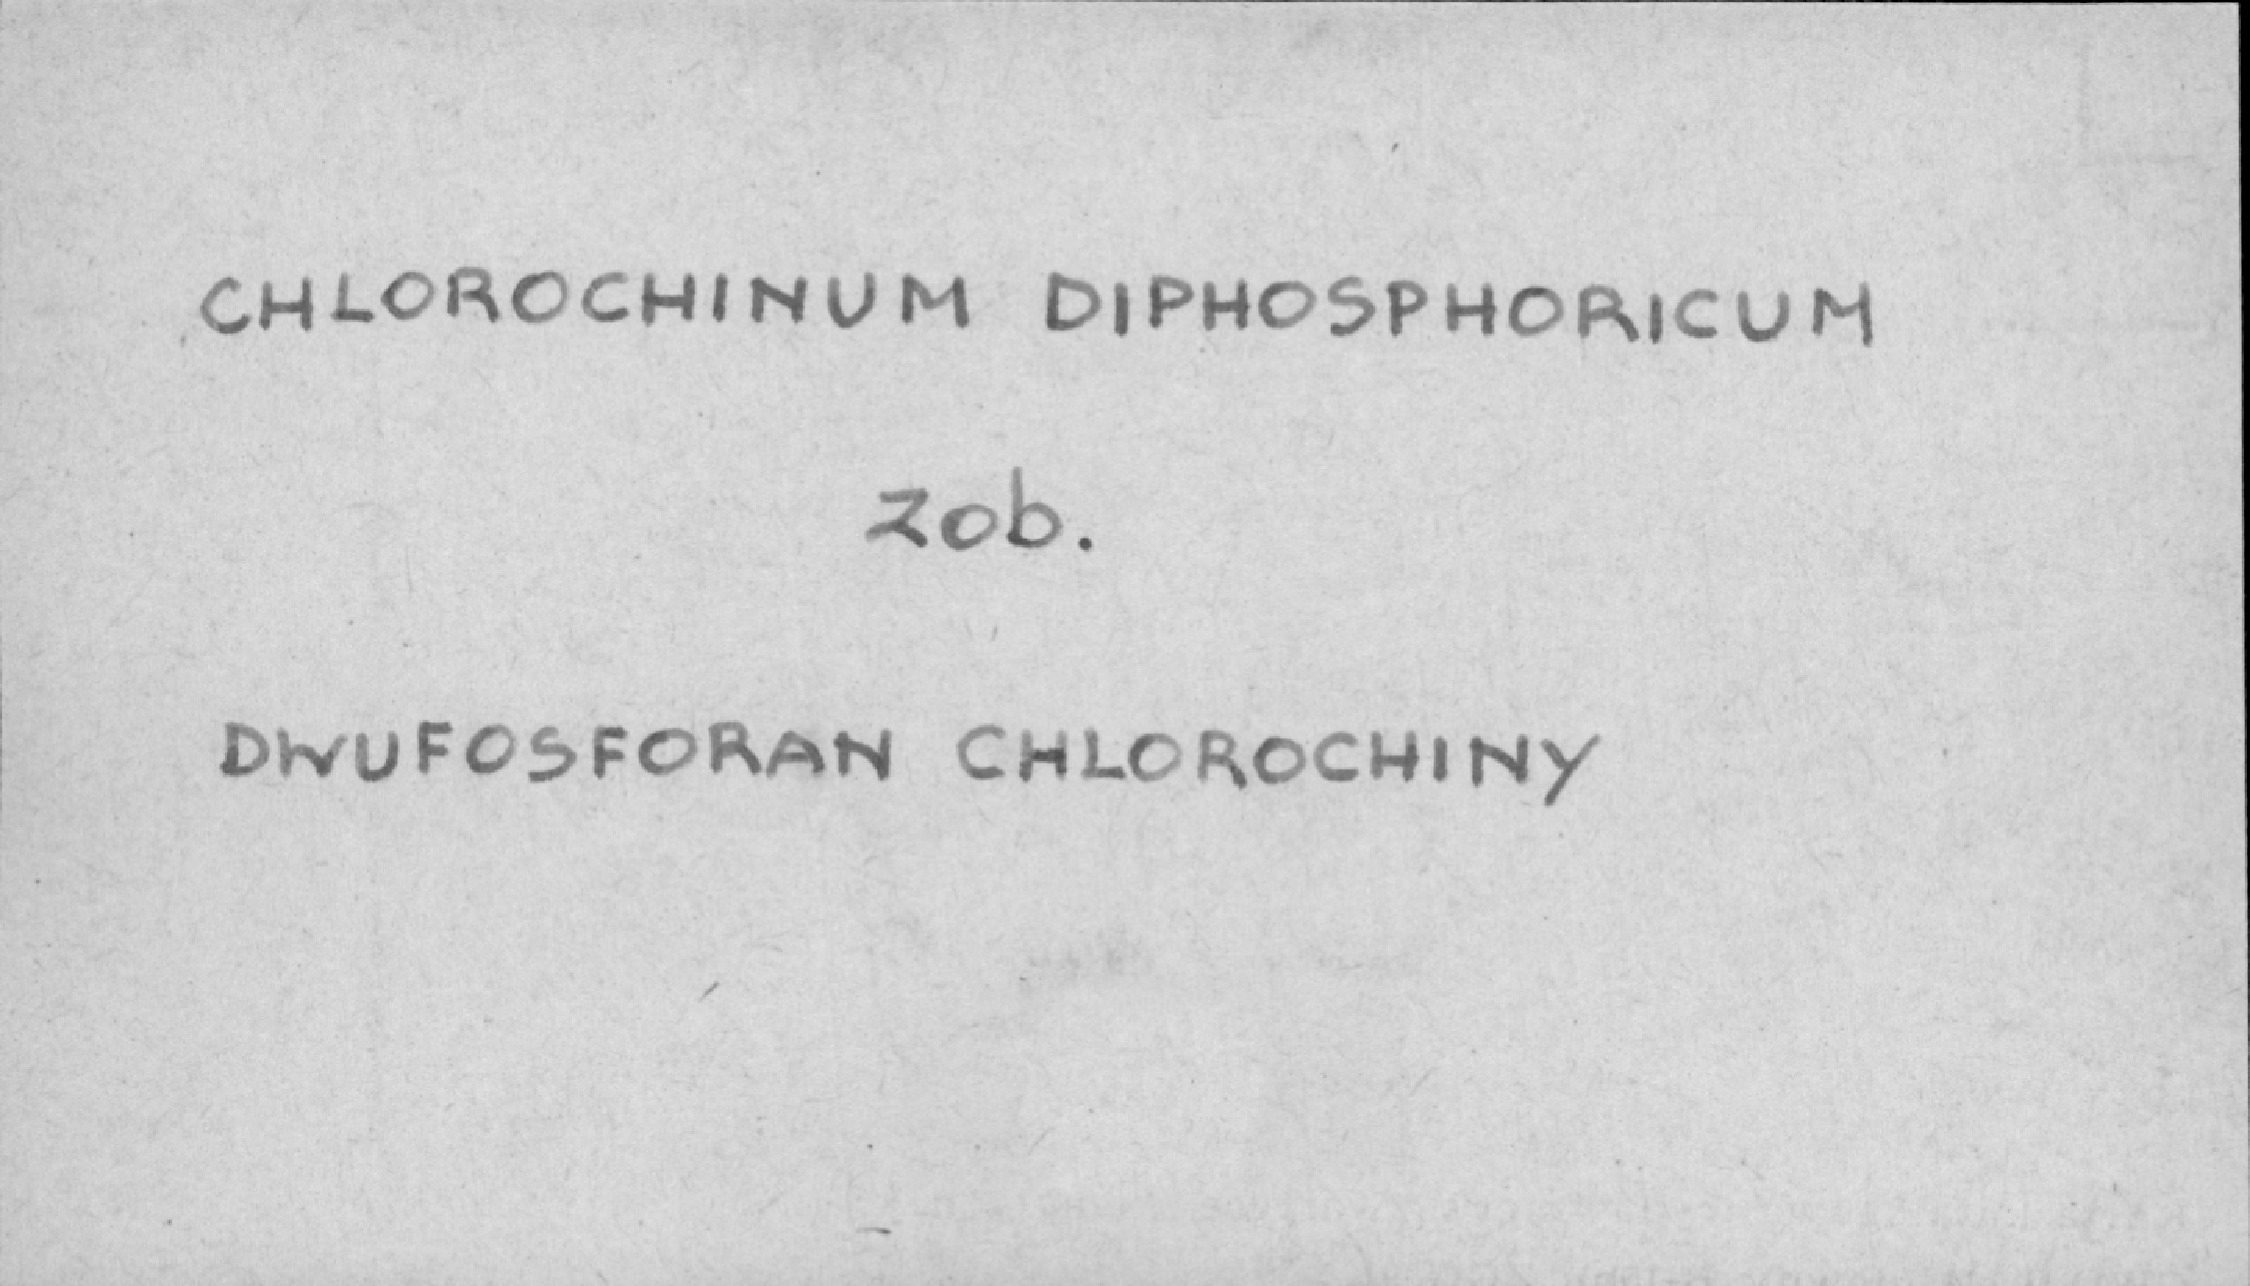 CHLOROCHINUM DIPHOSPHORICUM
zob.
DWUFOSFORAN CHLOROCHINY